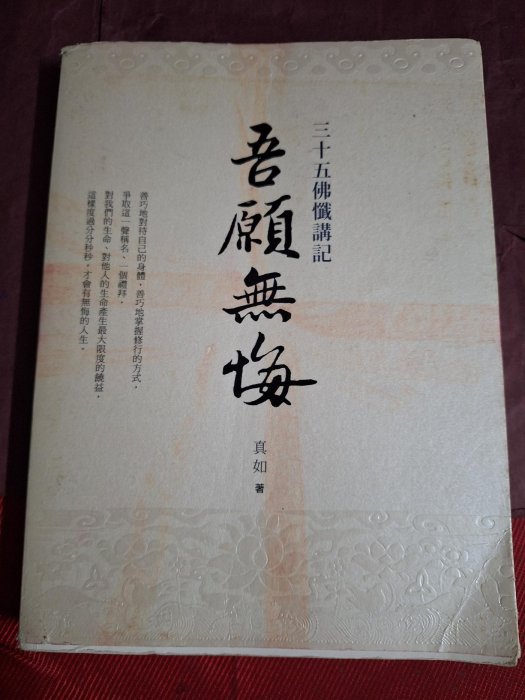 三十五佛懺講記
吾願無悔
真如 著
善巧地對待自己的身體，善巧地掌握修行的方式，
爭取這一聲稱名、一個禮拜，
對我們的生命、對他人的生命產生最大限度的饒益，
這樣度過分分秒秒，才會有無悔的人生。